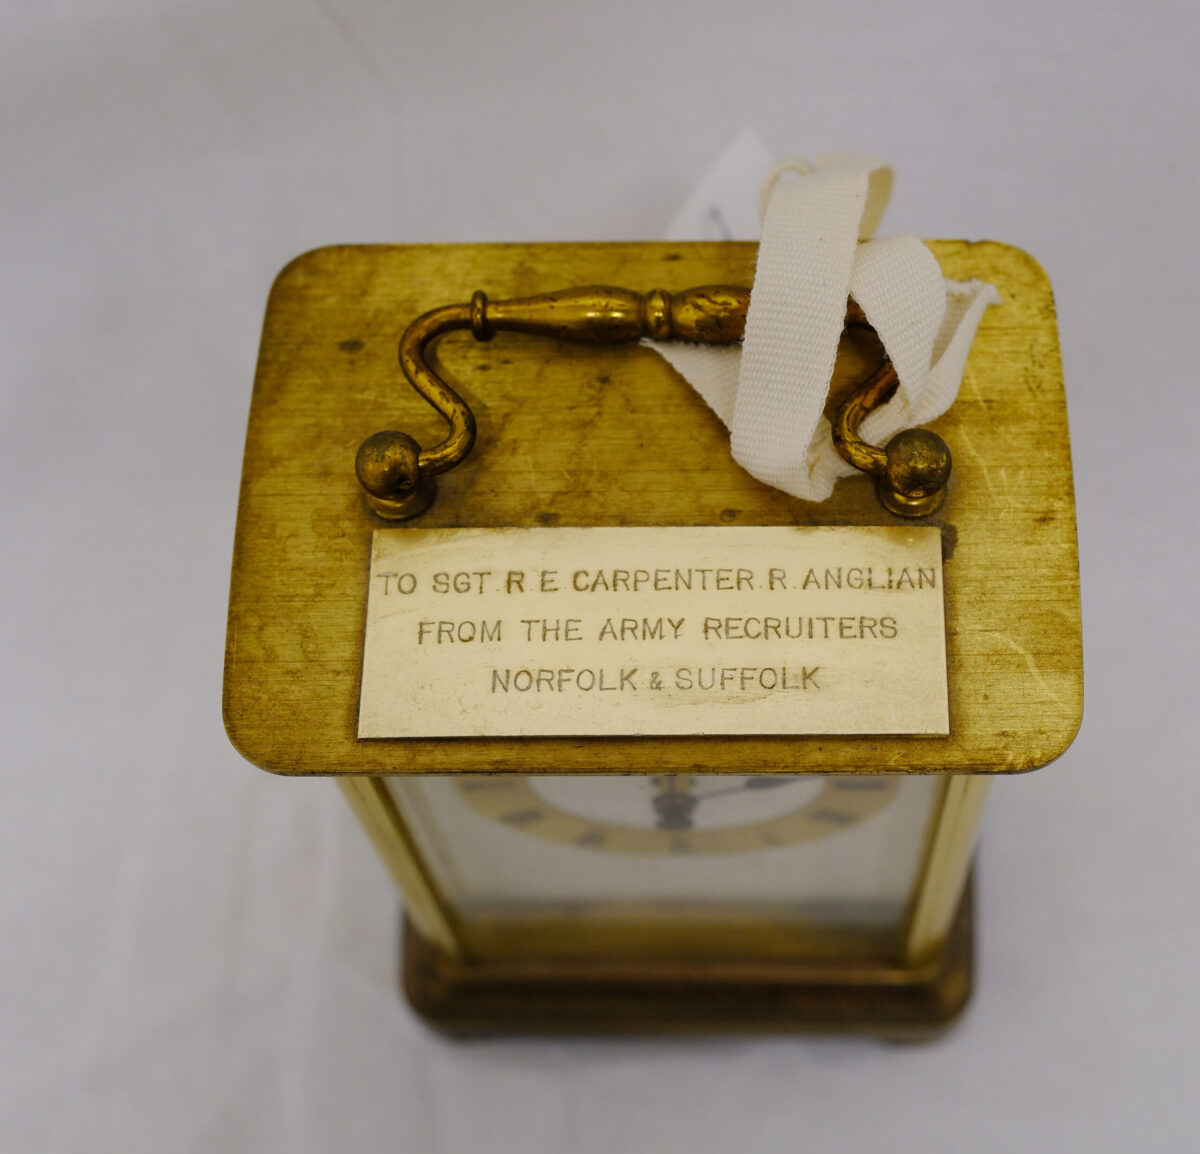 TO SGT. R. E. CARPENTER. R. ANGLIAN
FROM THE ARMY RECRUITERS
NORFOLK & SUFFOLK